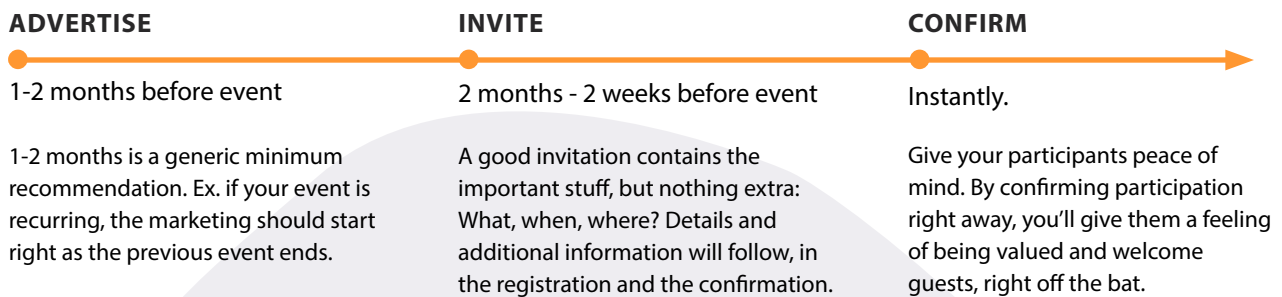 ADVERTISE
1-2 months before event
1-2 months is a generic minimum
recommendation. Ex. if your event is
recurring, the marketing should start
right as the previous event ends.
INVITE
2 months - 2 weeks before event
A good invitation contains the
important stuff, but nothing extra:
What, when, where? Details and
additional information will follow, in
the registration and the confirmation.
CONFIRM
Instantly.
Give your participants peace of
mind. By confirming participation
right away, you’ll give them a feeling
of being valued and welcome
guests, right off the bat.